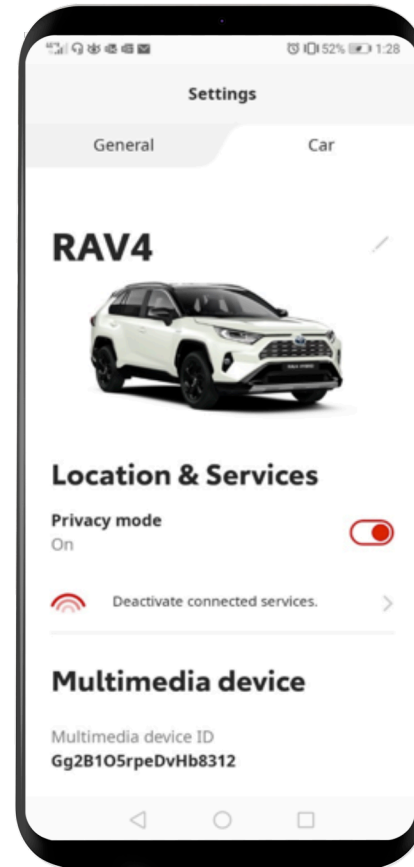 52% 1:28
Settings
General Car
RAV4
Location & Services
Privacy mode
On
Deactivate connected services.
Multimedia device
Multimedia device ID
Gg2B1O5rpeDvHb8312